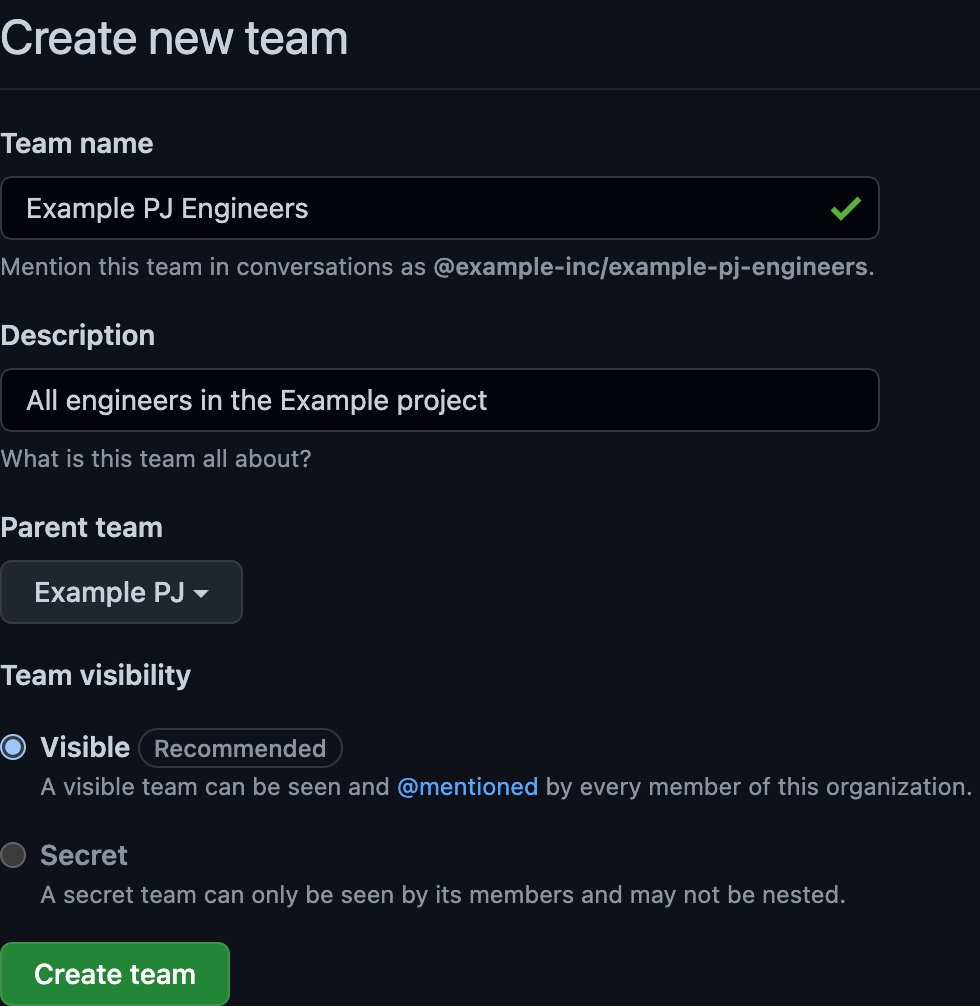 Create new team
Team name
Example PJ Engineers
Mention this team in conversations as @example-inc/example-pj-engineers.
Description
All engineers in the Example project
What is this team all about?
Parent team
Example PJ
Team visibility
Visible Recommended
A visible team can be seen and @mentioned by every member of this organization.
Secret
A secret team can only be seen by its members and may not be nested.
Create team